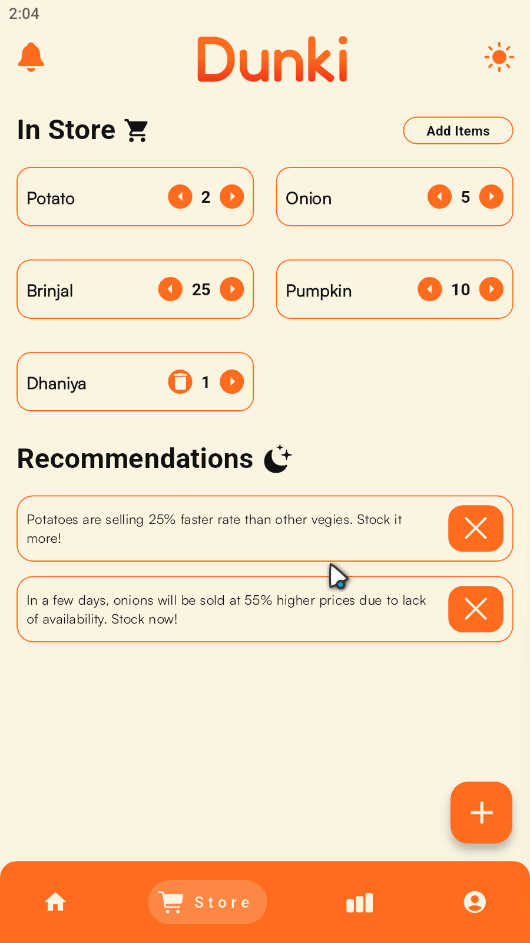 2:04
Dunki
In Store
Add Items
Potato 2
Onion 5
Brinjal 25
Pumpkin 10
Dhaniya 1
Recommendations
Potatoes are selling 25% faster rate than other vegies. Stock it
more!
In a few days, onions will be sold at 55% higher prices due to lack
of availability. Stock now!
Store